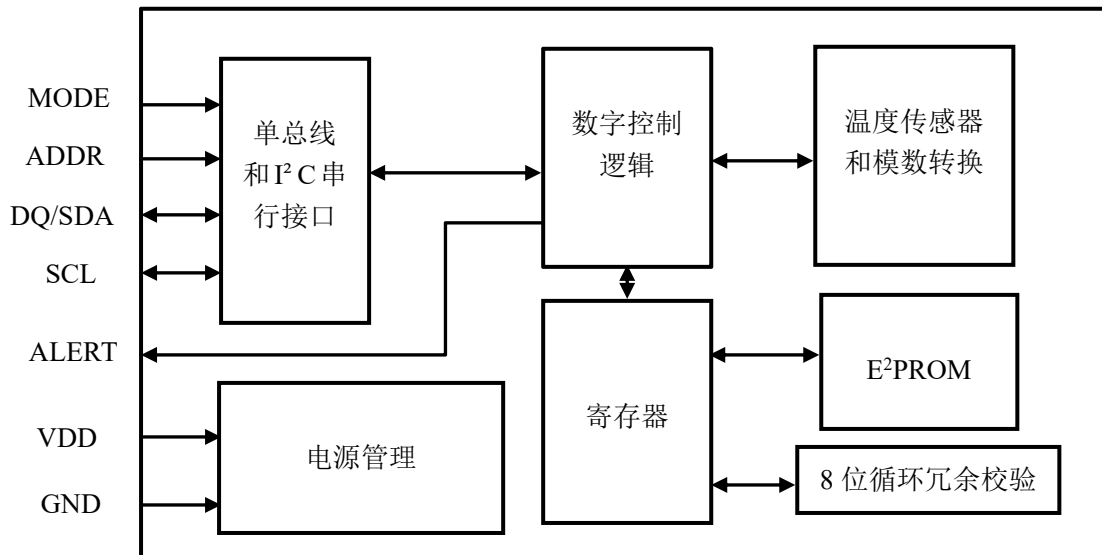 MODE
ADDR
DQ/SDA
SCL
ALERT
VDD
GND
单总线
和I² C 串
行接口
数字控制
逻辑
温度传感器
和模数转换
寄存器
E²PROM
8 位循环冗余校验
电源管理